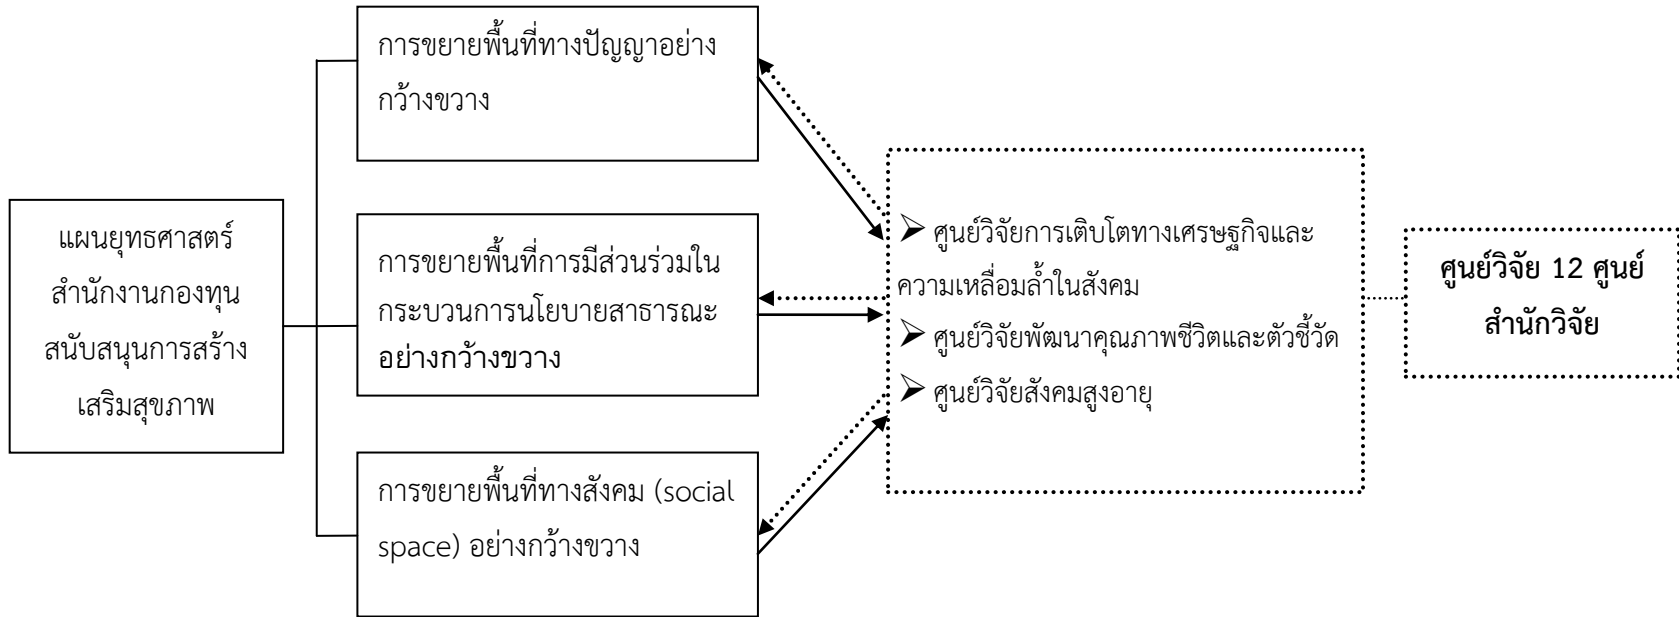 แผนยุทธศาสตร์
สำนักงานกองทุน
สนับสนุนการสร้าง
เสริมสุขภาพ
การขยายพื้นที่ทางปัญญาอย่าง
กว้างขวาง
การขยายพื้นที่การมีส่วนร่วมใน
กระบวนการนโยบายสาธารณะ
อย่างกว้างขวาง
การขยายพื้นที่ทางสังคม (social
space) อย่างกว้างขวาง
➢ ศูนย์วิจัยการเติบโตทางเศรษฐกิจและ
ความเหลื่อมล้ำในสังคม
➢ ศูนย์วิจัยพัฒนาคุณภาพชีวิตและตัวชี้วัด
➢ ศูนย์วิจัยสังคมสูงอายุ
ศูนย์วิจัย 12 ศูนย์
สำนักวิจัย